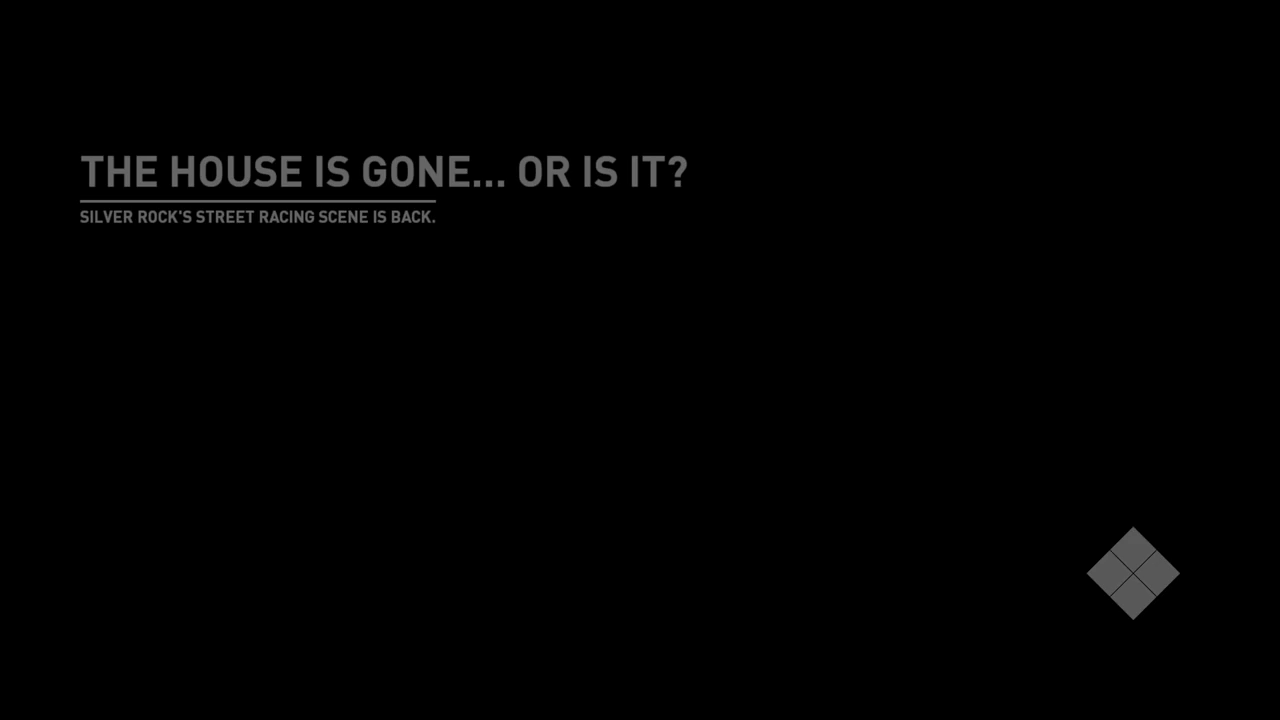 THE HOUSE IS GONE... OR IS IT?
SILVER ROCK'S STREET RACING SCENE IS BACK.